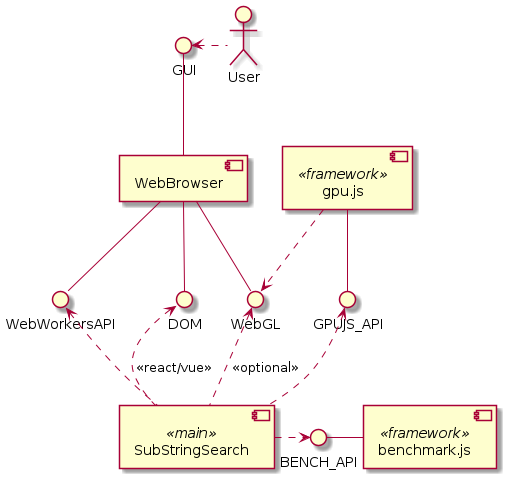 GUI
User
WebBrowser
«framework»
gpu.js
WebWorkersAPI
DOM
WebGL
GPUJS_API
«react/vue»
«optional»
«main»
SubStringSearch
BENCH_API
«framework»
benchmark.js